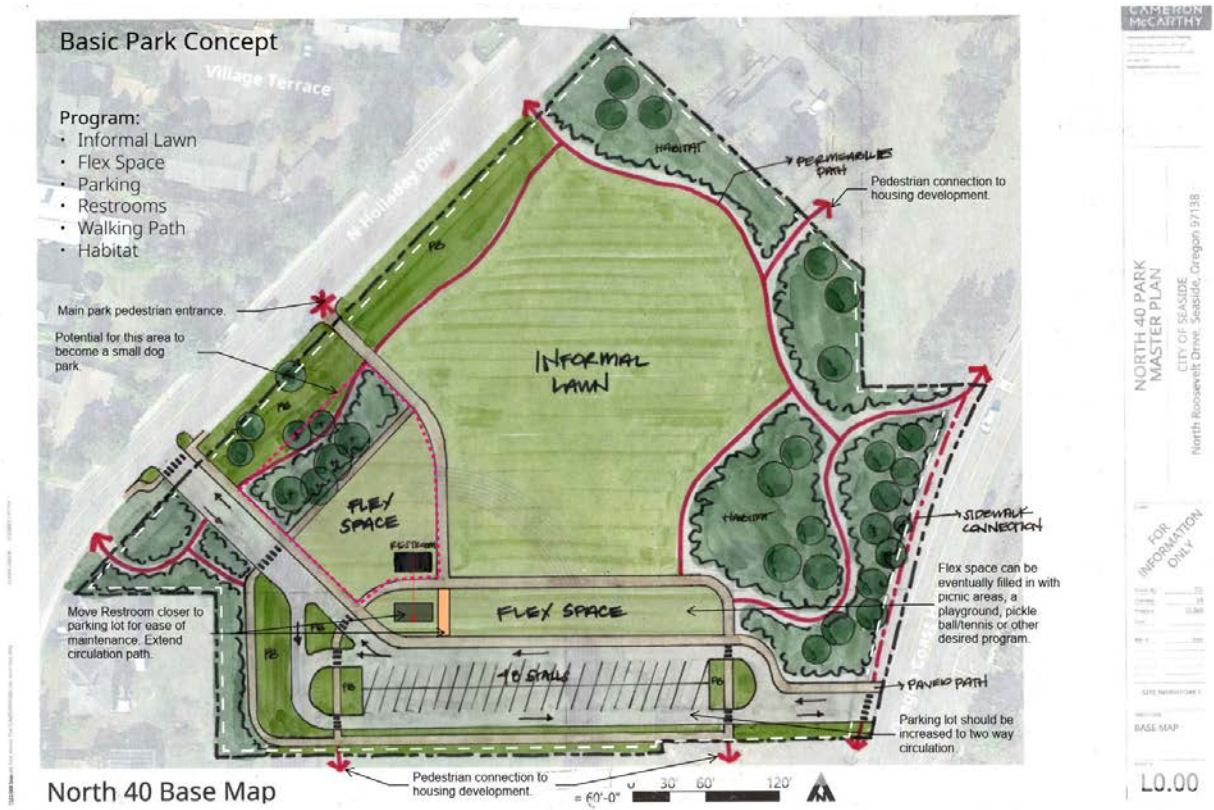 Basic Park Concept
Village Terrace
Program:
• Informal Lawn
• Flex Space
• Parking
• Restrooms
• Walking Path
• Habitat
N Holladay Drive
HABITAT
PATH
Pedestrian connection to
housing development.
PB
Main park pedestrian entrance.
Potential for this area to
become a small dog
park.
PB
INFORMAL
LAWN
FLEX
SPACE
HABITAT
SIDEWALK
CONNECTION
Flex space can be
eventually filled in with
picnic areas, a
playground, pickle
ball/tennis or other
desired program.
Move Restroom closer to
parking lot for ease of
maintenance. Extend
circulation path.
FLEX SPACE
PB
PB
STALLS
PB
PB
PAVED PATH
Parking lot should be
increased to two way
circulation
Pedestrian connection to
housing development.
North 40 Base Map
= 60'-0"
30'
60'
120'
CAMERON
McCARTHY
NORTH 40 PARK
MASTER PLAN
CITY OF SEASIDE
North Roosevelt Drive, Seaside, Oregon 97138
FOR
INFORMATION
ONLY
BASE MAP
L0.00